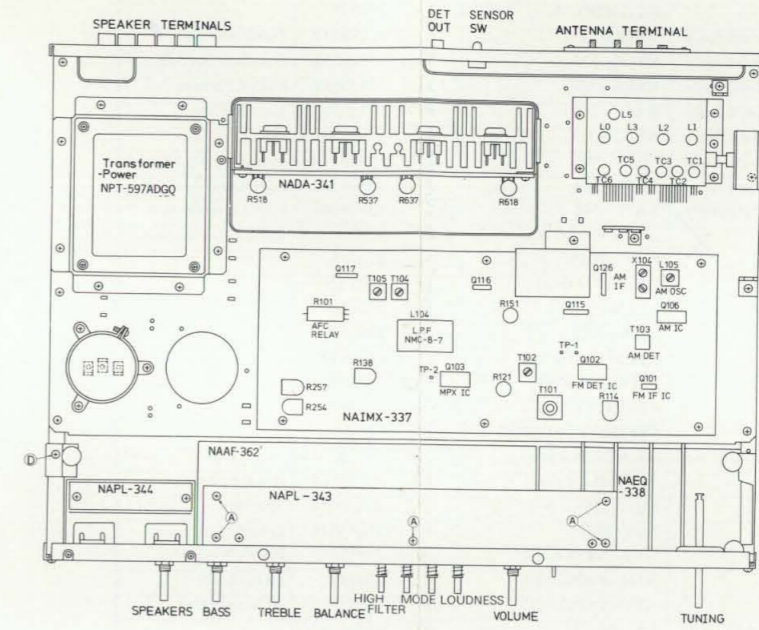 SPEAKER TERMINALS
DET OUT
SENSOR SW
ANTENNA TERMINAL
Transformer
-Power
NPT-597ADGQ
NADA-341
R518
R537
R637
R618
L5
L0
L3
L2
L1
TC5
TC3
TC1
TC6
TC4
TC2
Q117
T105
T104
Q116
Q126
AM IF
X104
L105
AM OSC
R101
AFC RELAY
L104
L.P.F
NMC-8-7
R151
Q115
Q106
AM IC
T103
AM DET
TP-1
R138
TP-2
Q103
MPX IC
R121
T102
Q102
FM DET IC
Q101
FM IF IC
R257
R254
T101
R114
NAIMX-337
D
NAAF-362
NAPL-344
NAPL-343
NAEQ
-338
A
A
A
SPEAKERS
BASS
TREBLE
BALANCE
HIGH FILTER
MODE
LOUDNESS
VOLUME
TUNING